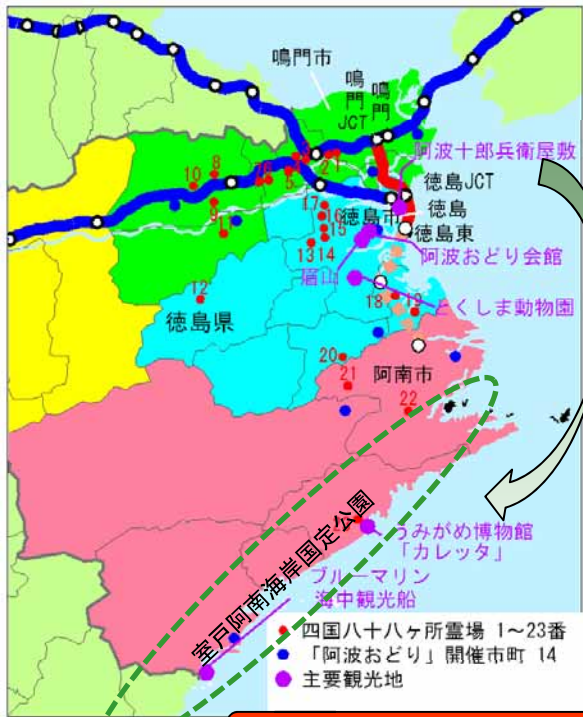 鳴門市
鳴門JCT
鳴門
阿波十郎兵衛屋敷
徳島JCT
徳島
徳島市
徳島東
阿波おどり会館
眉山
とくしま動物園
徳島県
阿南市
1
2
5
8
9
10
11
12
13
14
15
16
17
18
19
20
21
22
室戸阿南海岸国定公園
うみがめ博物館
「カレッタ」
ブルーマリン
海中観光船
四国八十八ヶ所霊場 1～23番
「阿波おどり」開催市町 14
主要観光地